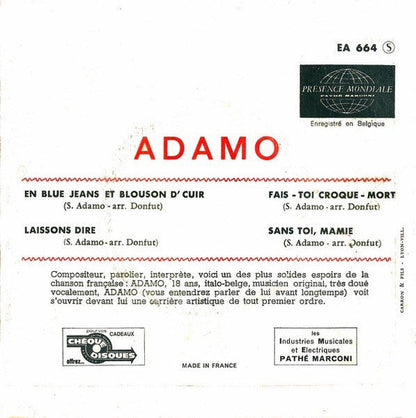 EA 664 Ⓢ
PRÉSENCE MONDIALE
PATHÉ MARCONI
Enregistré en Belgique
ADAMO
EN BLUE JEANS ET BLOUSON D'CUIR
(S. Adamo - arr. Donfut)
FAIS - TOI CROQUE - MORT
(S. Adamo - arr. Donfut)
LAISSONS DIRE
(S. Adamo - arr. Donfut)
SANS TOI, MAMIE
(S. Adamo - arr. Donfut)
Compositeur, parolier, interprète, voici un des plus solides espoirs de la
chanson française : ADAMO, 18 ans, italo-belge, musicien original, très doué
vocalement, ADAMO (vous entendrez parler de lui avant longtemps) voit
s'ouvrir devant lui une carrière artistique de tout premier ordre.
pour vos CADEAUX
CHEQU
DISQUES
offrez...
MADE IN FRANCE
les
Industries Musicales
et Electriques
PATHÉ MARCONI
CARRON & FILS - LYON-VILL.